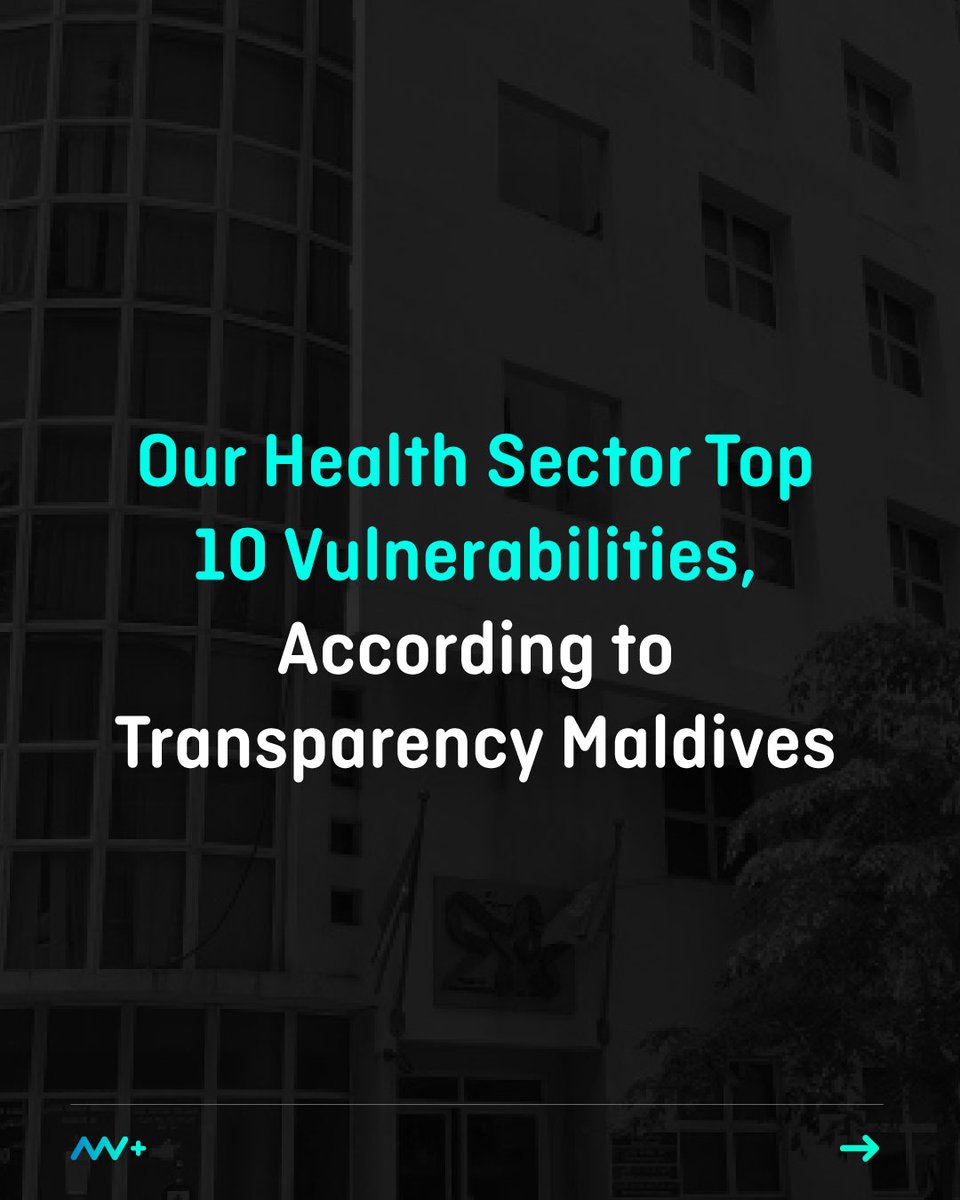 Our Health Sector Top
10 Vulnerabilities,
According to
Transparency Maldives